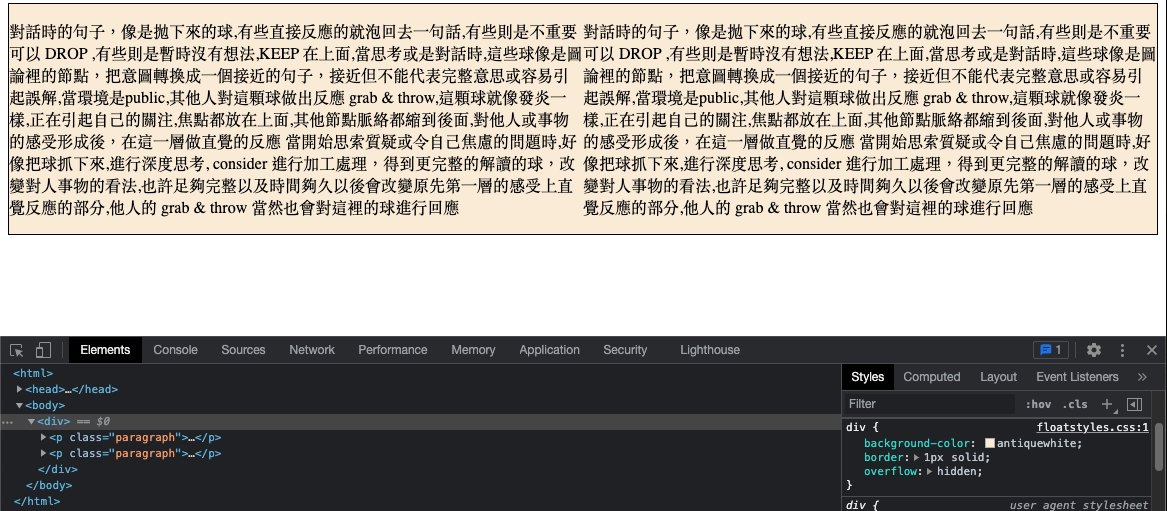 對話時的句子，像是拋下來的球,有些直接反應的就泡回去一句話,有些則是不重要
可以 DROP ,有些則是暫時沒有想法,KEEP 在上面,當思考或是對話時,這些球像是圖
論裡的節點，把意圖轉換成一個接近的句子，接近但不能代表完整意思或容易引
起誤解,當環境是public,其他人對這顆球做出反應 grab & throw,這顆球就像發炎一
樣,正在引起自己的關注,焦點都放在上面,其他節點脈絡都縮到後面,對他人或事物
的感受形成後，在這一層做直覺的反應 當開始思索質疑或令自己焦慮的問題時,好
像把球抓下來,進行深度思考, consider 進行加工處理，得到更完整的解讀的球，改
變對人事物的看法,也許足夠完整以及時間夠久以後會改變原先第一層的感受上直
覺反應的部分,他人的 grab & throw 當然也會對這裡的球進行回應
對話時的句子，像是拋下來的球,有些直接反應的就泡回去一句話,有些則是不重要
可以 DROP ,有些則是暫時沒有想法,KEEP 在上面,當思考或是對話時,這些球像是圖
論裡的節點，把意圖轉換成一個接近的句子，接近但不能代表完整意思或容易引
起誤解,當環境是public,其他人對這顆球做出反應 grab & throw,這顆球就像發炎一
樣,正在引起自己的關注,焦點都放在上面,其他節點脈絡都縮到後面,對他人或事物
的感受形成後，在這一層做直覺的反應 當開始思索質疑或令自己焦慮的問題時,好
像把球抓下來,進行深度思考, consider 進行加工處理，得到更完整的解讀的球，改
變對人事物的看法,也許足夠完整以及時間夠久以後會改變原先第一層的感受上直
覺反應的部分,他人的 grab & throw 當然也會對這裡的球進行回應
Elements Console Sources Network Performance Memory Application Security Lighthouse 1
<html>
<head>…</head>
<body>
<div> == $0
<p class="paragraph">…</p>
<p class="paragraph">…</p>
</div>
</body>
</html>
Styles Computed Layout Event Listeners »
Filter :hov .cls +
div { floatstyles.css:1
background-color: antiquewhite;
border: 1px solid;
overflow: hidden;
}
div { user agent stylesheet